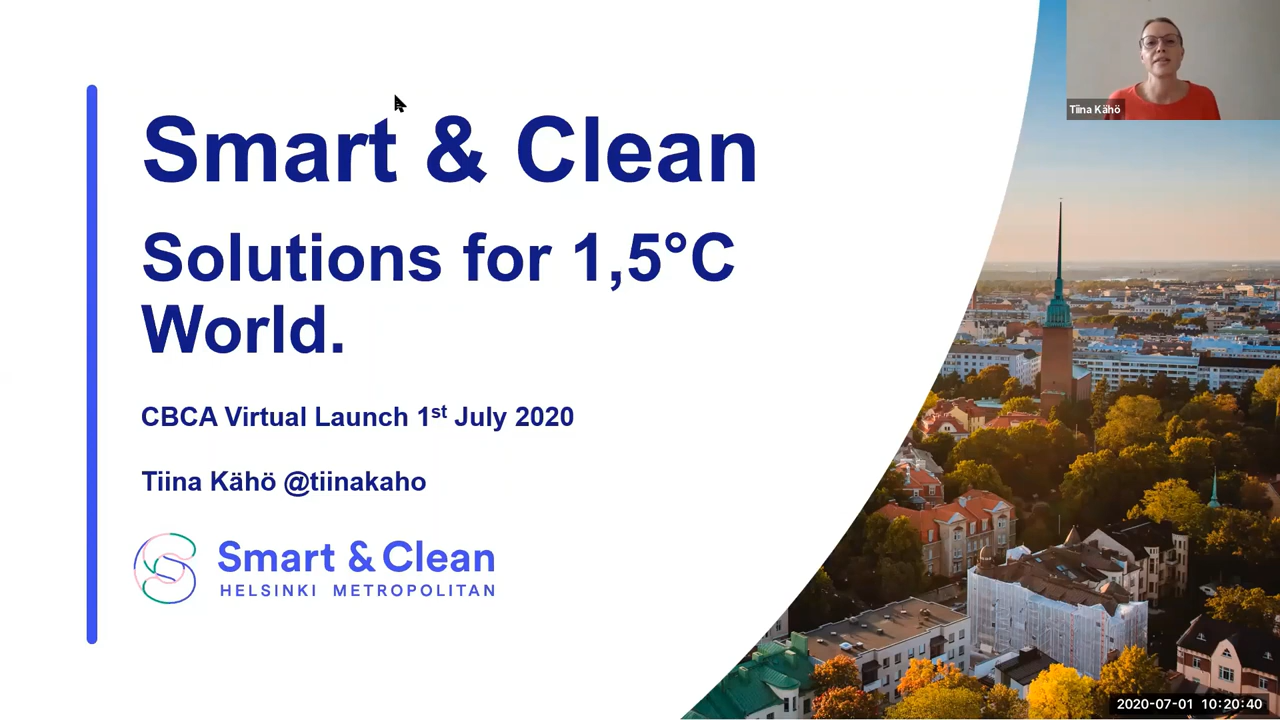 Smart & Clean
Solutions for 1,5°C
World.
CBCA Virtual Launch 1st July 2020
Tiina Kähö @tiinakaho
Smart & Clean
HELSINKI METROPOLITAN
Tiina Kähö
2020-07-01 10:20:40